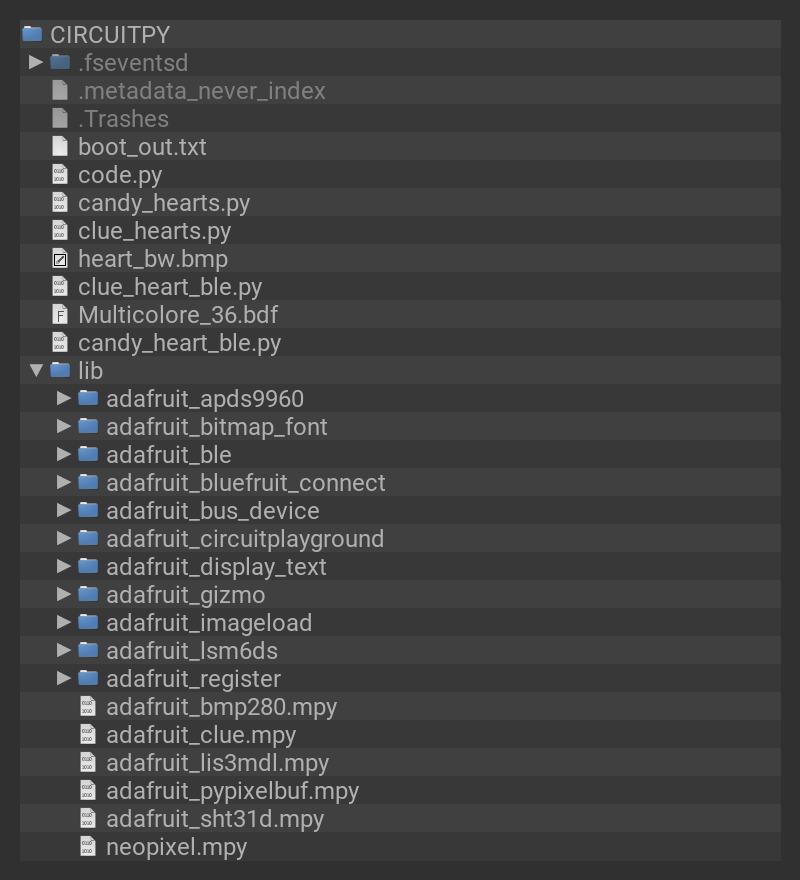 CIRCUITPY
.fseventsd
.metadata_never_index
.Trashes
boot_out.txt
code.py
candy_hearts.py
clue_hearts.py
heart_bw.bmp
clue_heart_ble.py
Multicolore_36.bdf
candy_heart_ble.py
lib
adafruit_apds9960
adafruit_bitmap_font
adafruit_ble
adafruit_bluefruit_connect
adafruit_bus_device
adafruit_circuitplayground
adafruit_display_text
adafruit_gizmo
adafruit_imageload
adafruit_lsm6ds
adafruit_register
adafruit_bmp280.mpy
adafruit_clue.mpy
adafruit_lis3mdl.mpy
adafruit_pypixelbuf.mpy
adafruit_sht31d.mpy
neopixel.mpy